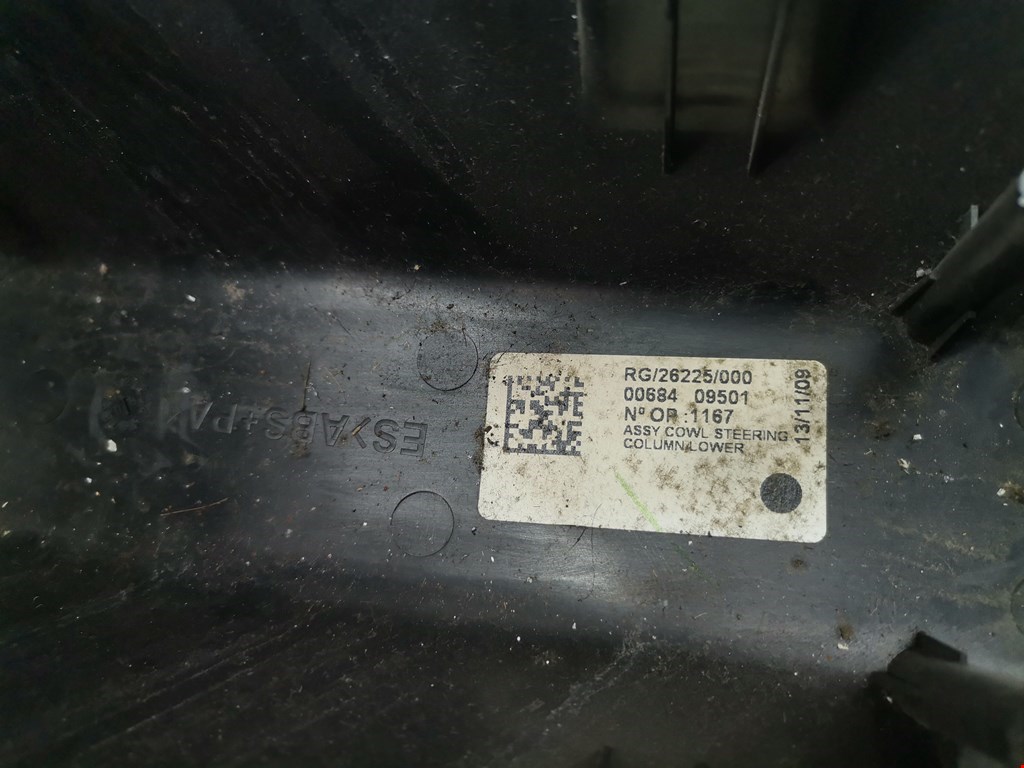 RG/26225/000
00684 09501
Nº OP :1167
ASSY COWL STEERING
COLUMN LOWER
13/11/09
ES >ABS+PA<